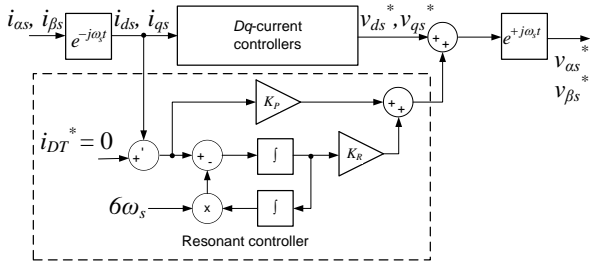 iαs, iβs
e^-jωst
ids, iqs
Dq-current
controllers
vds*, vqs*
+
+
e^+jωst
vαs*
vβs*
KP
+
+
iDT* = 0
+
'
+
-
∫
KR
6ωs
x
∫
Resonant controller